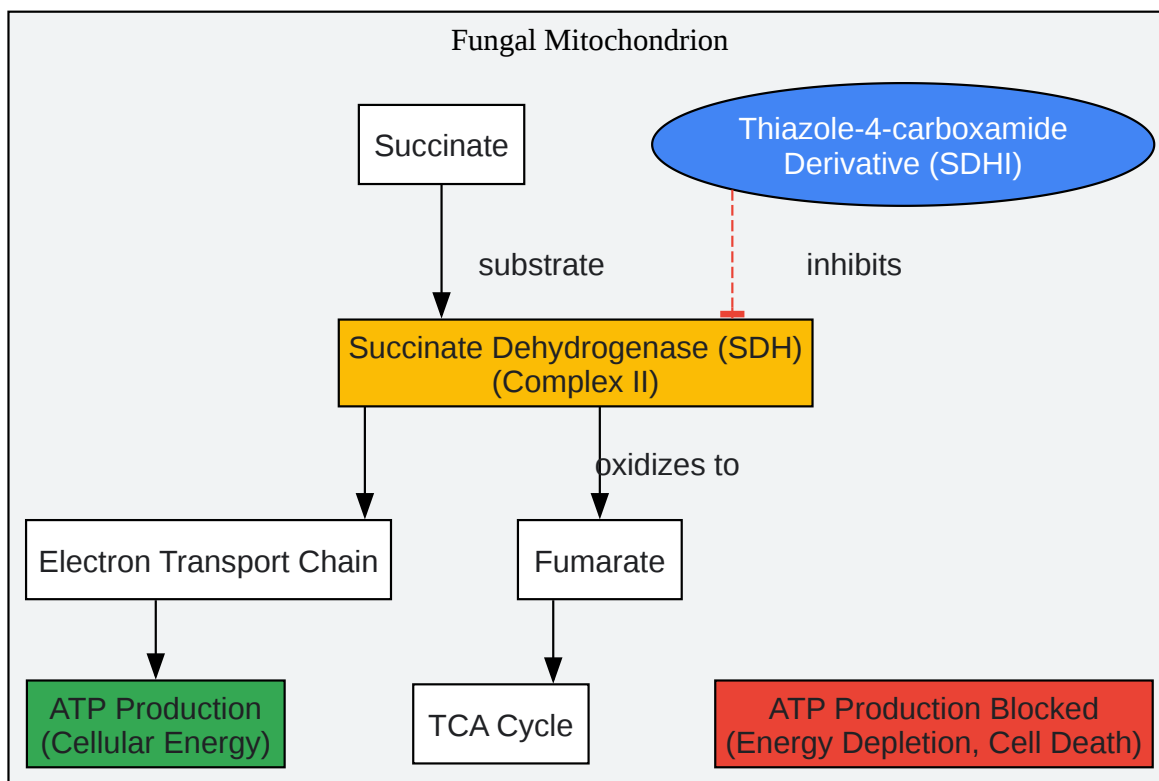 Fungal Mitochondrion
Succinate
Thiazole-4-carboxamide
Derivative (SDHI)
substrate
inhibits
Succinate Dehydrogenase (SDH)
(Complex II)
oxidizes to
Electron Transport Chain
Fumarate
ATP Production
(Cellular Energy)
TCA Cycle
ATP Production Blocked
(Energy Depletion, Cell Death)